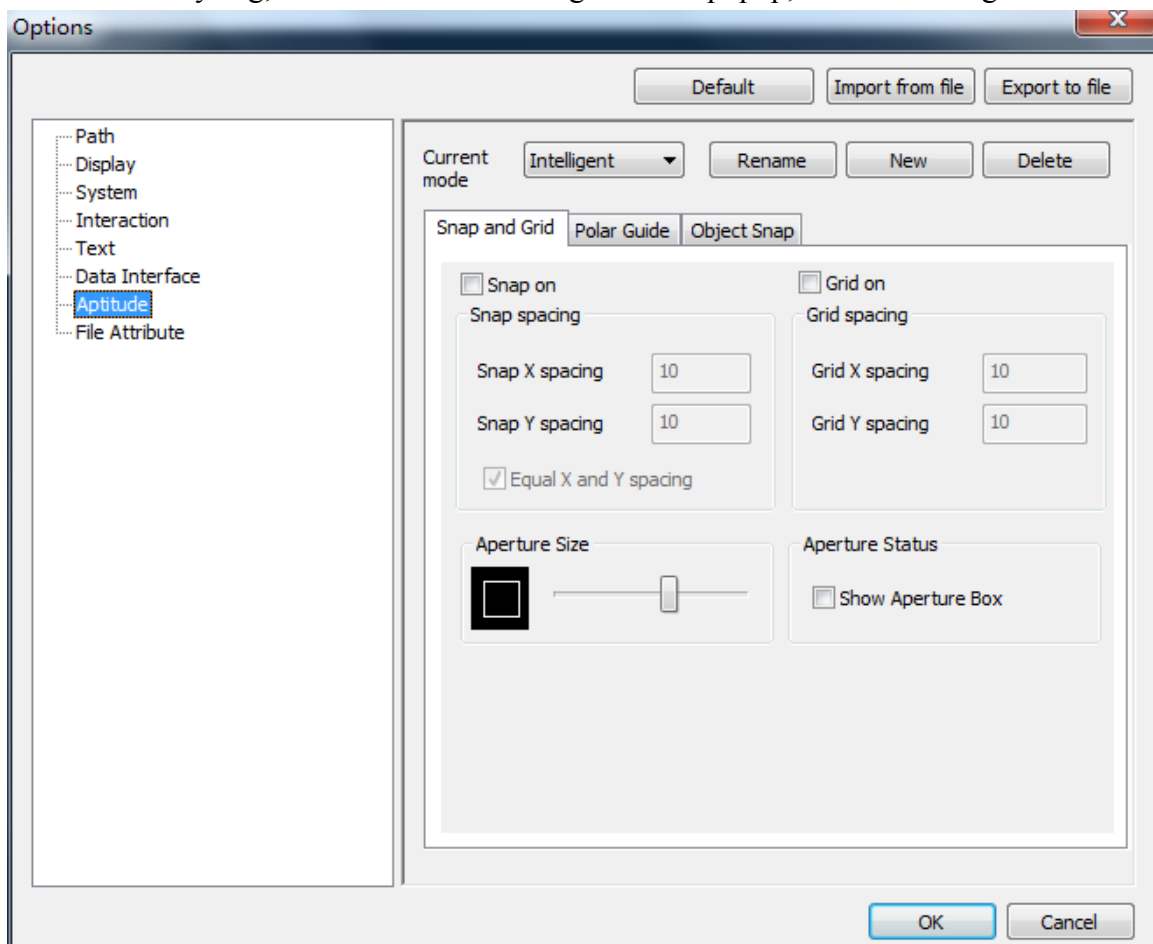 Options
X
Default Import from file Export to file
Path
Display
System
Interaction
Text
Data Interface
Aptitude
File Attribute
Current mode Intelligent Rename New Delete
Snap and Grid Polar Guide Object Snap
Snap on Grid on
Snap spacing Grid spacing
Snap X spacing 10 Grid X spacing 10
Snap Y spacing 10 Grid Y spacing 10
Equal X and Y spacing
Aperture Size Aperture Status
Show Aperture Box
OK Cancel